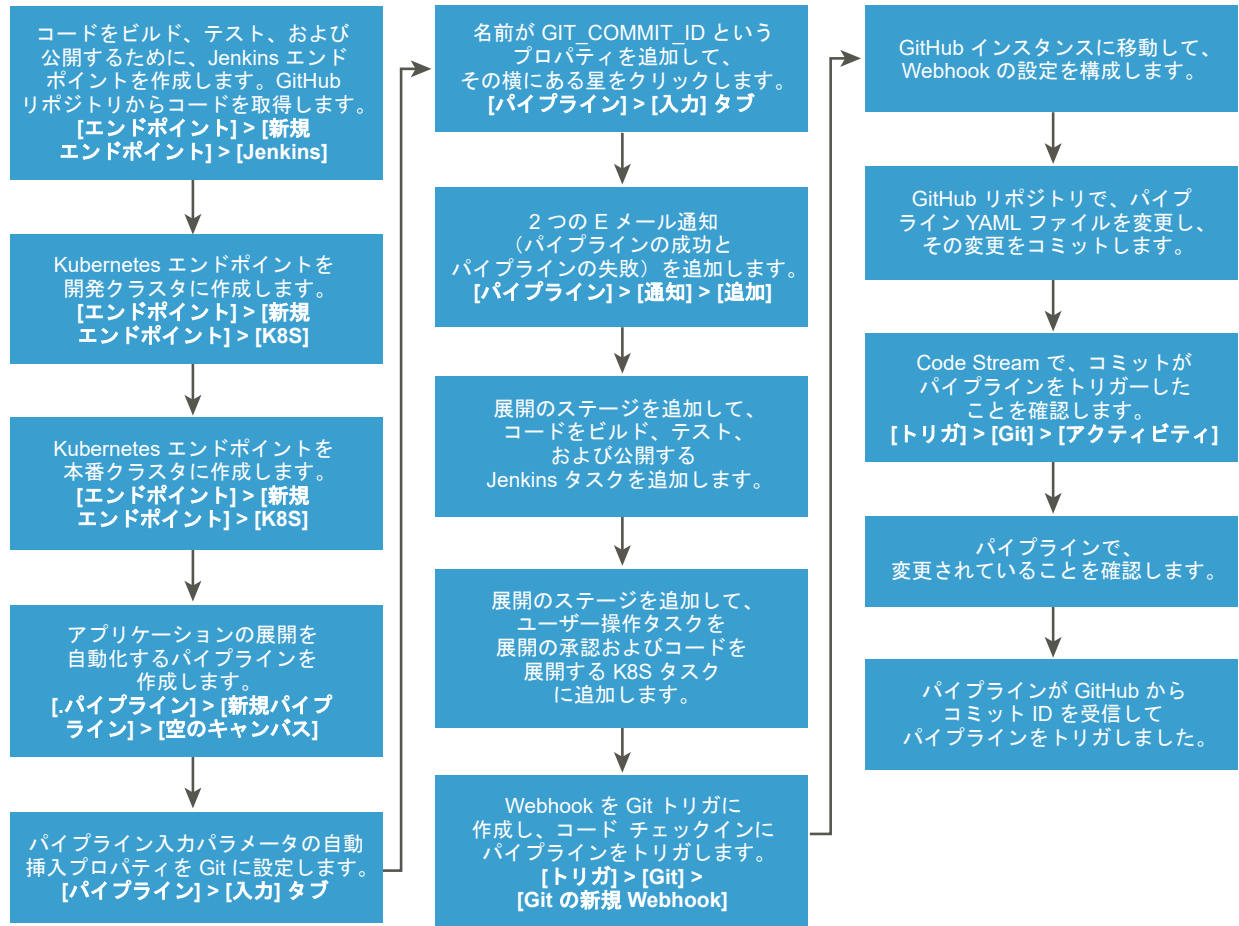 コードをビルド、テスト、および
公開するために、Jenkins エンド
ポイントを作成します。GitHub
リポジトリからコードを取得します。
[エンドポイント] > [新規
エンドポイント] > [Jenkins]
Kubernetes エンドポイントを
開発クラスタに作成します。
[エンドポイント] > [新規
エンドポイント] > [K8S]
Kubernetes エンドポイントを
本番クラスタに作成します。
[エンドポイント] > [新規
エンドポイント] > [K8S]
アプリケーションの展開を
自動化するパイプラインを
作成します。
[.パイプライン] > [新規パイプ
ライン] > [空のキャンバス]
パイプライン入力パラメータの自動
挿入プロパティを Git に設定します。
[パイプライン] > [入力] タブ
名前が GIT_COMMIT_ID という
プロパティを追加して、
その横にある星をクリックします。
[パイプライン] > [入力] タブ
2 つの E メール通知
（パイプラインの成功と
パイプラインの失敗）を追加します。
[パイプライン] > [通知] > [追加]
展開のステージを追加して、
コードをビルド、テスト、
および公開する
Jenkins タスクを追加します。
展開のステージを追加して、
ユーザー操作タスクを
展開の承認およびコードを
展開する K8S タスク
に追加します。
Webhook を Git トリガに
作成し、コード チェックインに
パイプラインをトリガします。
[トリガ] > [Git] >
[Git の新規 Webhook]
GitHub インスタンスに移動して、
Webhook の設定を構成します。
GitHub リポジトリで、パイプ
ライン YAML ファイルを変更し、
その変更をコミットします。
Code Stream で、コミットが
パイプラインをトリガーした
ことを確認します。
[トリガ] > [Git] > [アクティビティ]
パイプラインで、
変更されていることを確認します。
パイプラインが GitHub から
コミット ID を受信して
パイプラインをトリガしました。